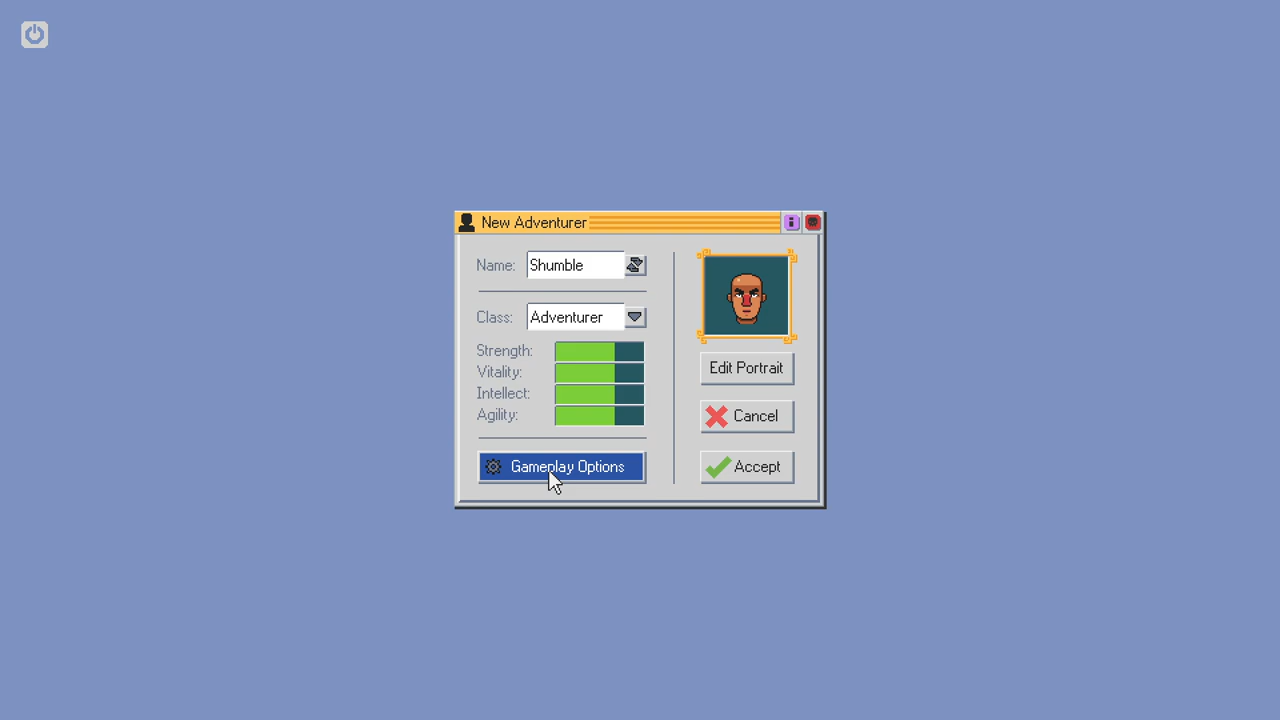 New Adventurer
Name: Shumble
Class: Adventurer
Strength:
Vitality:
Intellect:
Agility:
Gameplay Options
Edit Portrait
Cancel
Accept